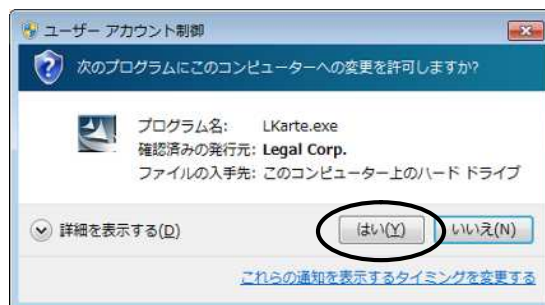 ユーザー アカウント制御
次のプログラムにこのコンピューターへの変更を許可しますか?
プログラム名: LKarte.exe
確認済みの発行元: Legal Corp.
ファイルの入手先: このコンピューター上のハード ドライブ
詳細を表示する(D)
はい(Y)
いいえ(N)
これらの通知を表示するタイミングを変更する